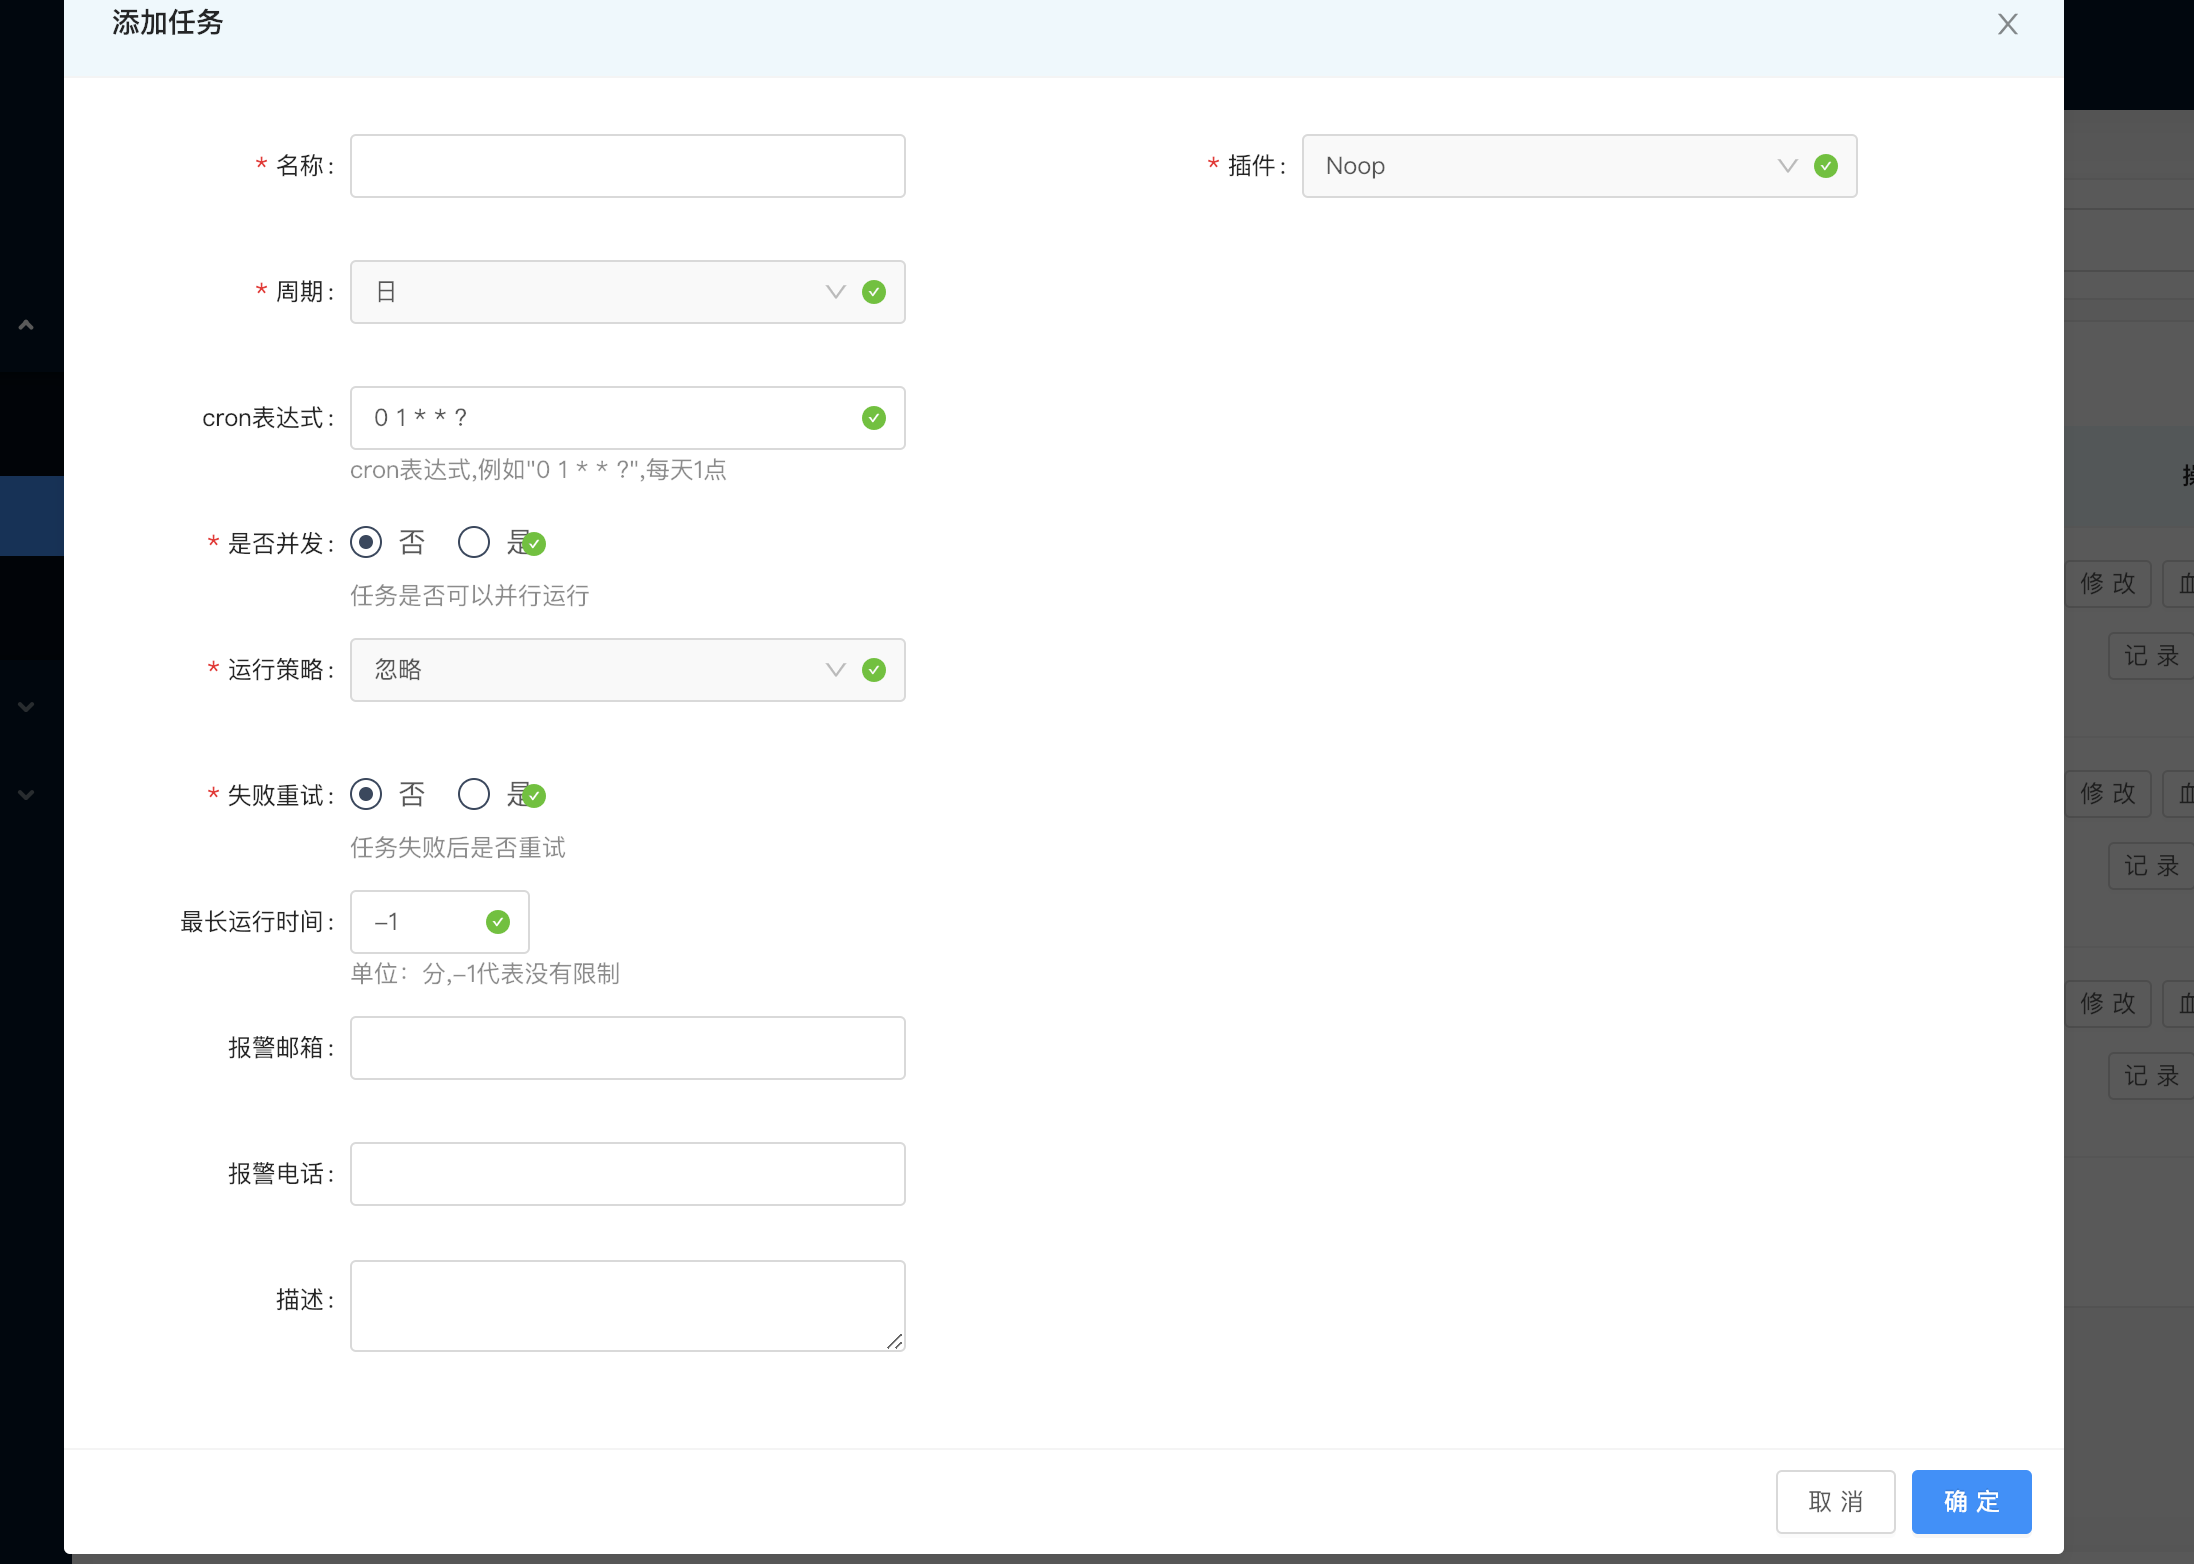 添加任务
* 名称:
* 插件: Noop
* 周期: 日
cron表达式: 0 1 * * ?
cron表达式,例如"0 1 * * ?",每天1点
* 是否并发: 否 是
任务是否可以并行运行
* 运行策略: 忽略
* 失败重试: 否 是
任务失败后是否重试
最长运行时间: -1
单位：分,-1代表没有限制
报警邮箱:
报警电话:
描述:
取 消 确 定
修 改
记 录
修 改
记 录
修 改
记 录